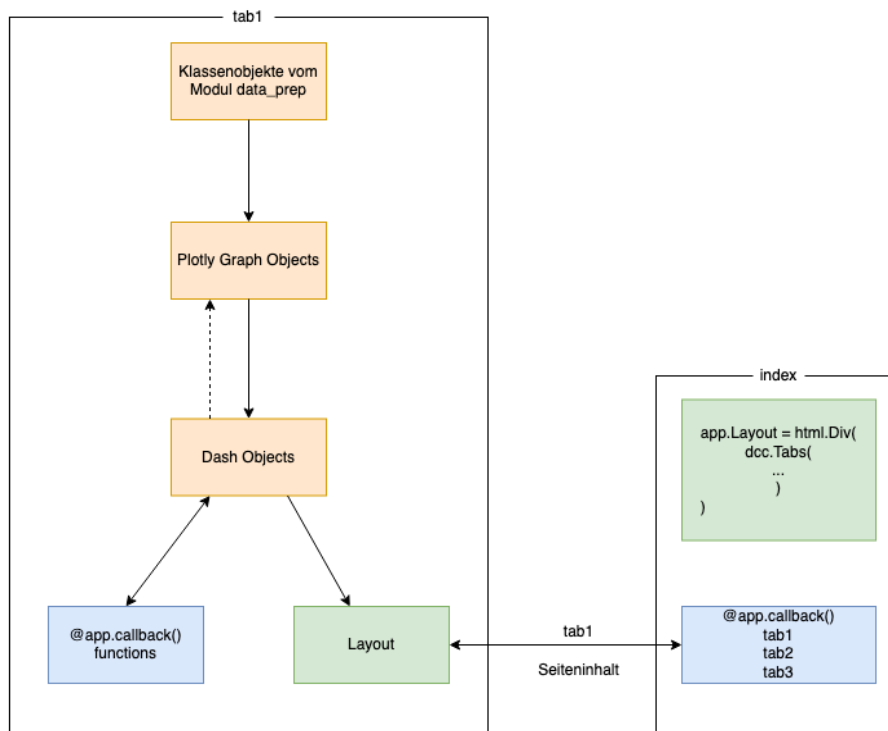 tab1
Klassenobjekte vom
Modul data_prep
Plotly Graph Objects
Dash Objects
@app.callback()
functions
Layout
tab1
Seiteninhalt
index
app.Layout = html.Div(
dcc.Tabs(
...
)
)
@app.callback()
tab1
tab2
tab3